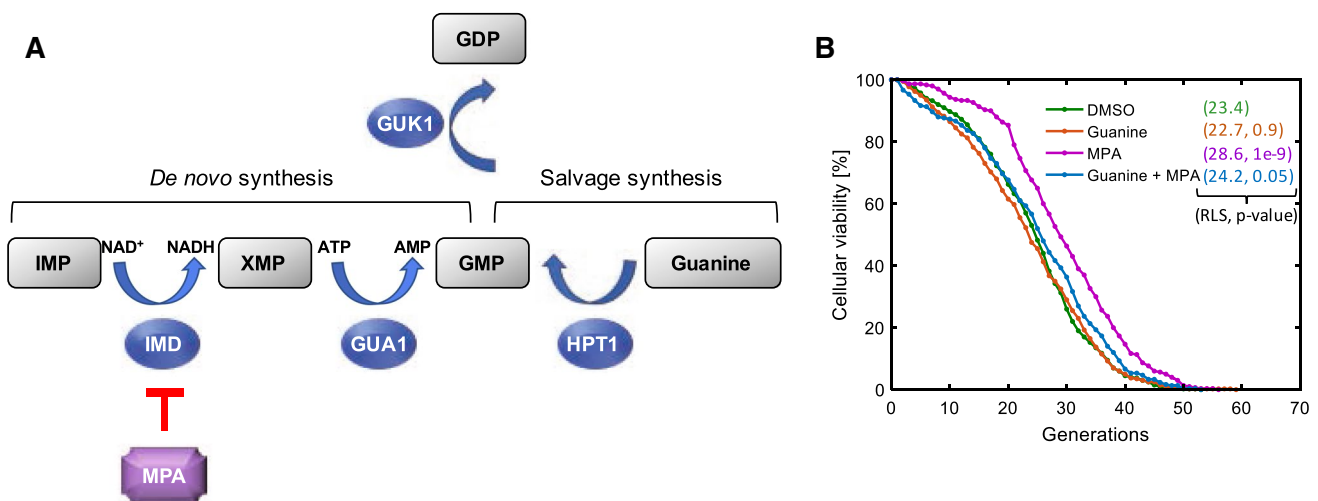 A
GDP
GUK1
De novo synthesis
Salvage synthesis
IMP
NAD+
NADH
XMP
ATP
AMP
GMP
Guanine
IMD
GUA1
HPT1
MPA
B
Cellular viability [%]
100
80
60
40
20
0
DMSO (23.4)
Guanine (22.7, 0.9)
MPA (28.6, 1e-9)
Guanine + MPA (24.2, 0.05)
(RLS, p-value)
0 10 20 30 40 50 60 70
Generations